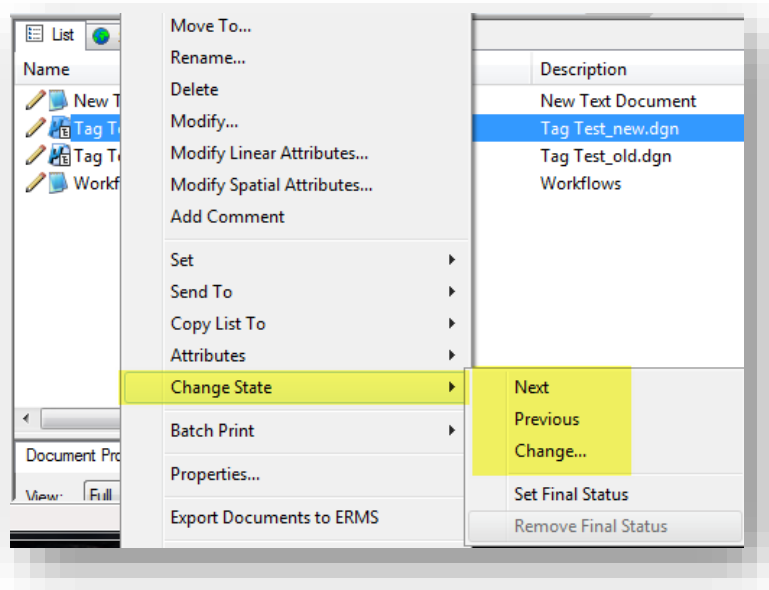 List
Name
Description
New T
New Text Document
Tag T
Tag Test_new.dgn
Tag T
Tag Test_old.dgn
Workf
Workflows
Move To...
Rename...
Delete
Modify...
Modify Linear Attributes...
Modify Spatial Attributes...
Add Comment
Set
Send To
Copy List To
Attributes
Change State
Batch Print
Properties...
Export Documents to ERMS
Next
Previous
Change...
Set Final Status
Remove Final Status
Document Pro
View: Full